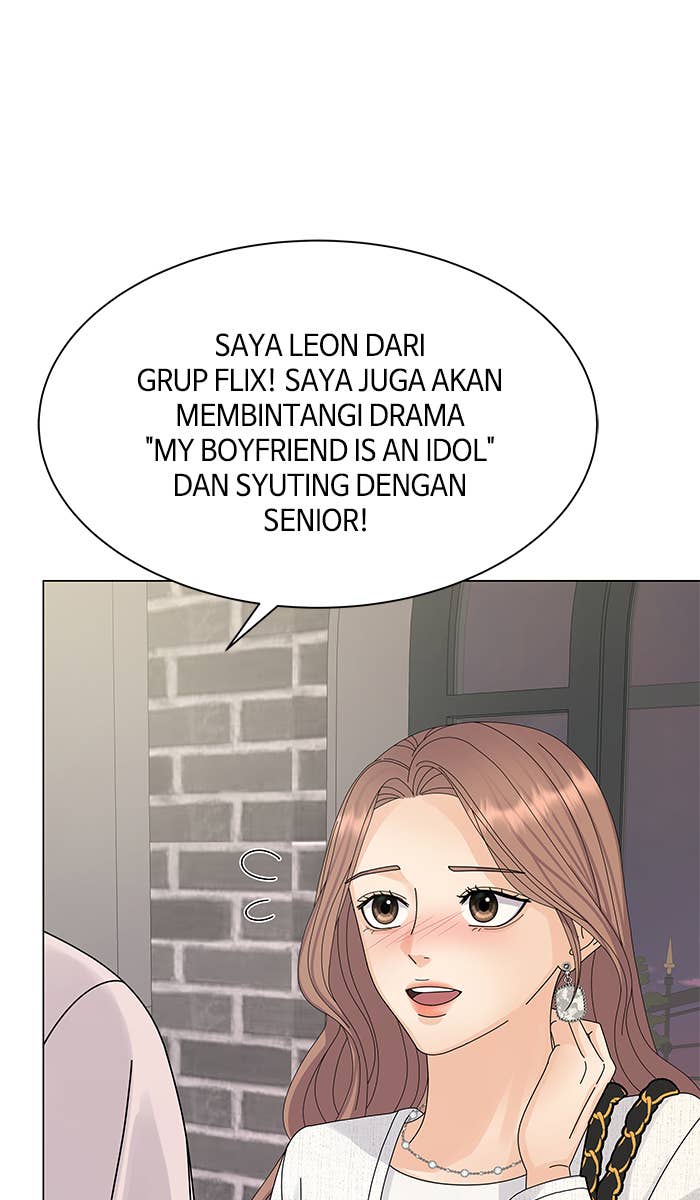 SAYA LEON DARI
GRUP FLIX! SAYA JUGA AKAN
MEMBINTANGI DRAMA
"MY BOYFRIEND IS AN IDOL"
DAN SYUTING DENGAN
SENIOR!